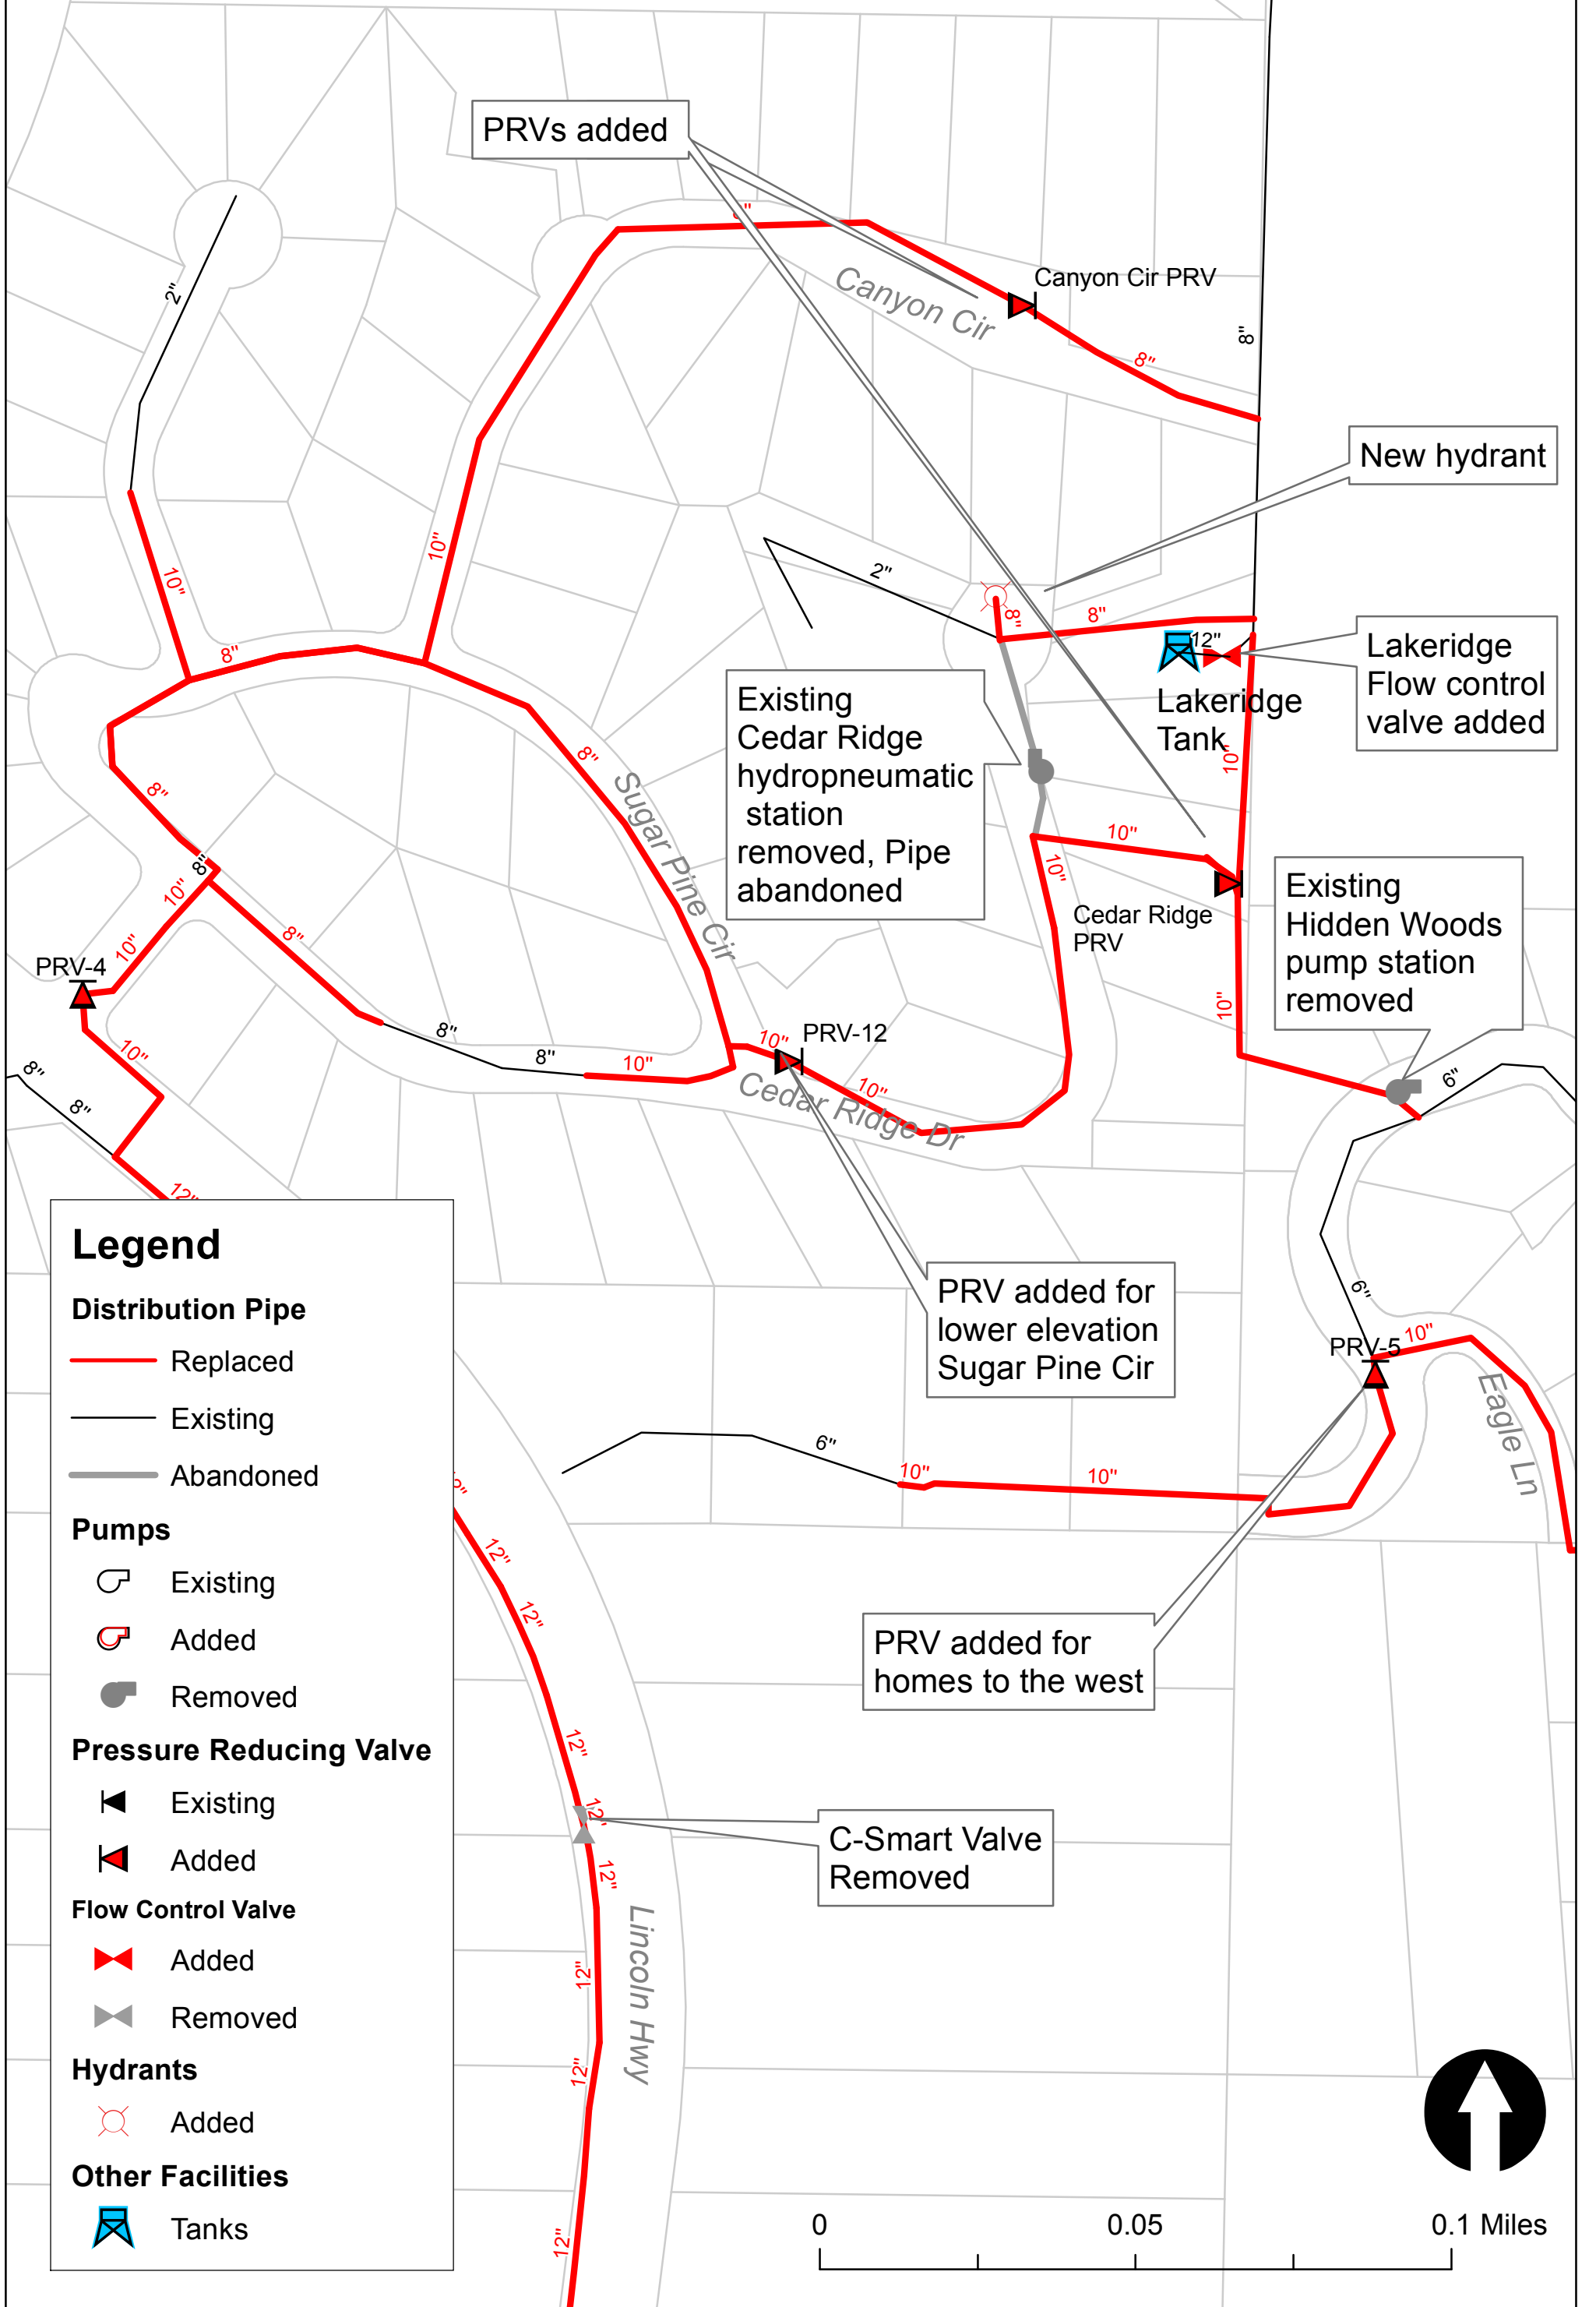 PRVs added
8"
Canyon Cir PRV
Canyon Cir
2"
8"
8"
New hydrant
10"
2"
10"
8"
8"
12"
Lakeridge
Flow control
valve added
8"
Existing
Cedar Ridge
hydropneumatic
station
removed, Pipe
abandoned
Lakeridge
Tank
10"
8"
Sugar Pine Cir
8"
10"
8"
10"
10"
Existing
Hidden Woods
pump station
removed
Cedar Ridge
PRV
8"
10"
PRV-4
10"
8"
8"
10"
10"
PRV-12
10"
10"
6"
8"
8"
Cedar Ridge Dr
12"
PRV added for
lower elevation
Sugar Pine Cir
6"
PRV-5
10"
Eagle Ln
6"
10"
10"
12"
12"
12"
PRV added for
homes to the west
12"
12"
C-Smart Valve
Removed
12"
Lincoln Hwy
12"
12"
12"
Legend
Distribution Pipe
Replaced
Existing
Abandoned
Pumps
Existing
Added
Removed
Pressure Reducing Valve
Existing
Added
Flow Control Valve
Added
Removed
Hydrants
Added
Other Facilities
Tanks
0
0.05
0.1 Miles